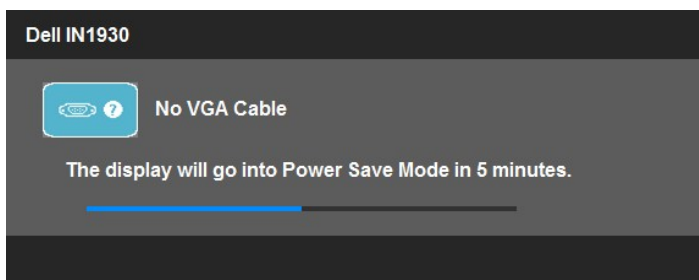 Dell IN1930
No VGA Cable
The display will go into Power Save Mode in 5 minutes.